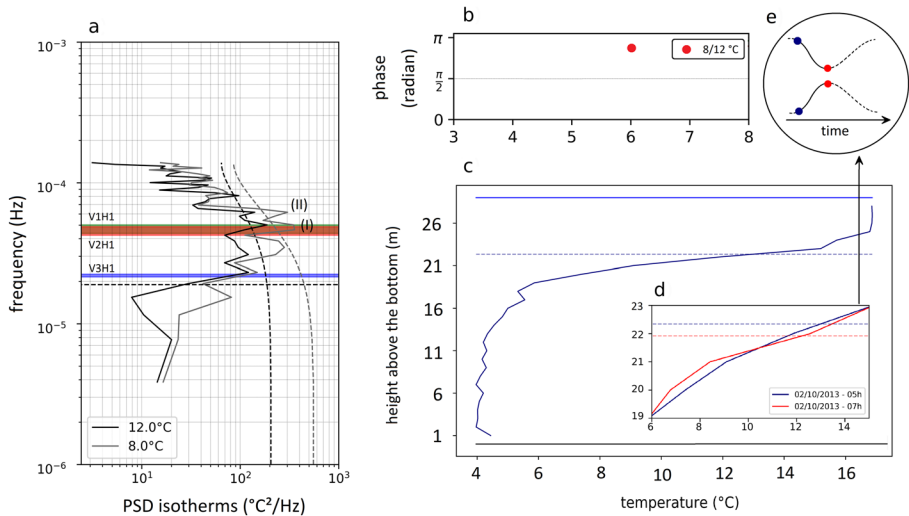 a
10⁻³
10⁻⁴
10⁻⁵
10⁻⁶
frequency (Hz)
V1H1
V2H1
V3H1
(II)
(I)
12.0°C
8.0°C
10¹
10²
10³
PSD isotherms (°C²/Hz)
b
phase
(radian)
π
π/2
0
8/12 °C
3 4 5 6 7 8
e
time
c
height above the bottom (m)
26
21
16
11
6
1
4 6 8 10 12 14 16
temperature (°C)
d
23
22
21
20
19
02/10/2013 - 05h
02/10/2013 - 07h
6 8 10 12 14